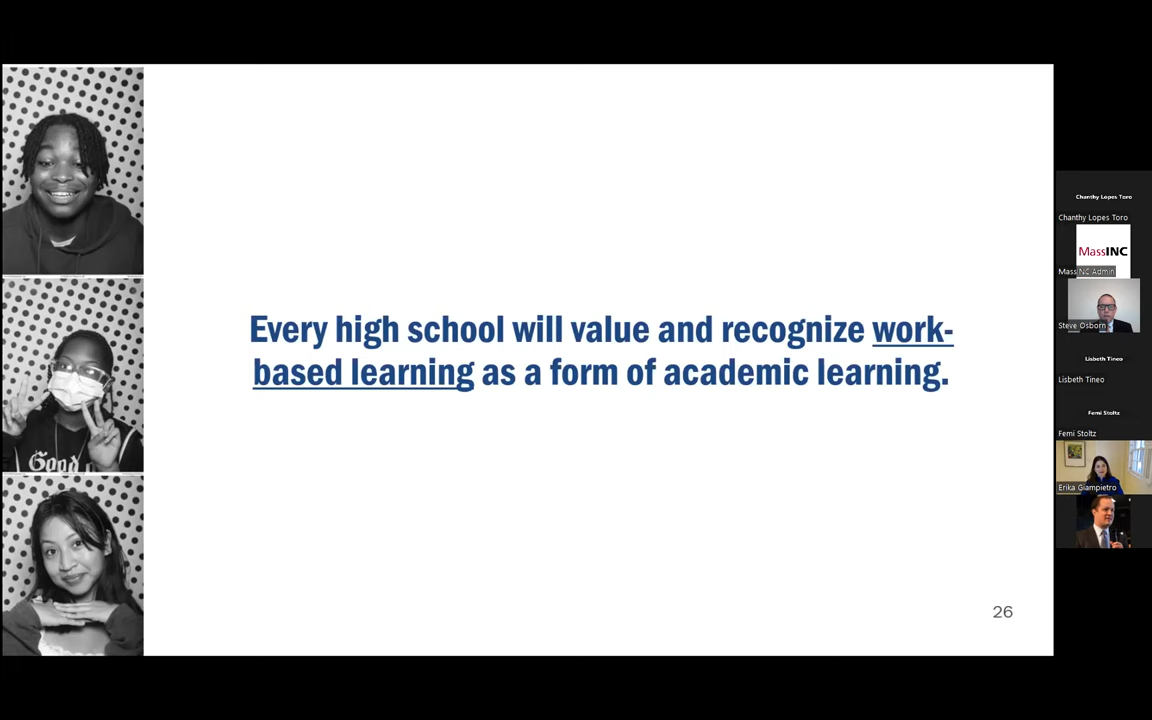 Every high school will value and recognize work-
based learning as a form of academic learning.
26
Good
Chanthy Lopes Toro
Chanthy Lopes Toro
MassINC
MassINC Admin
Steve Osborn
Lisbeth Tineo
Lisbeth Tineo
Femi Stoltz
Femi Stoltz
Erika Giampietro